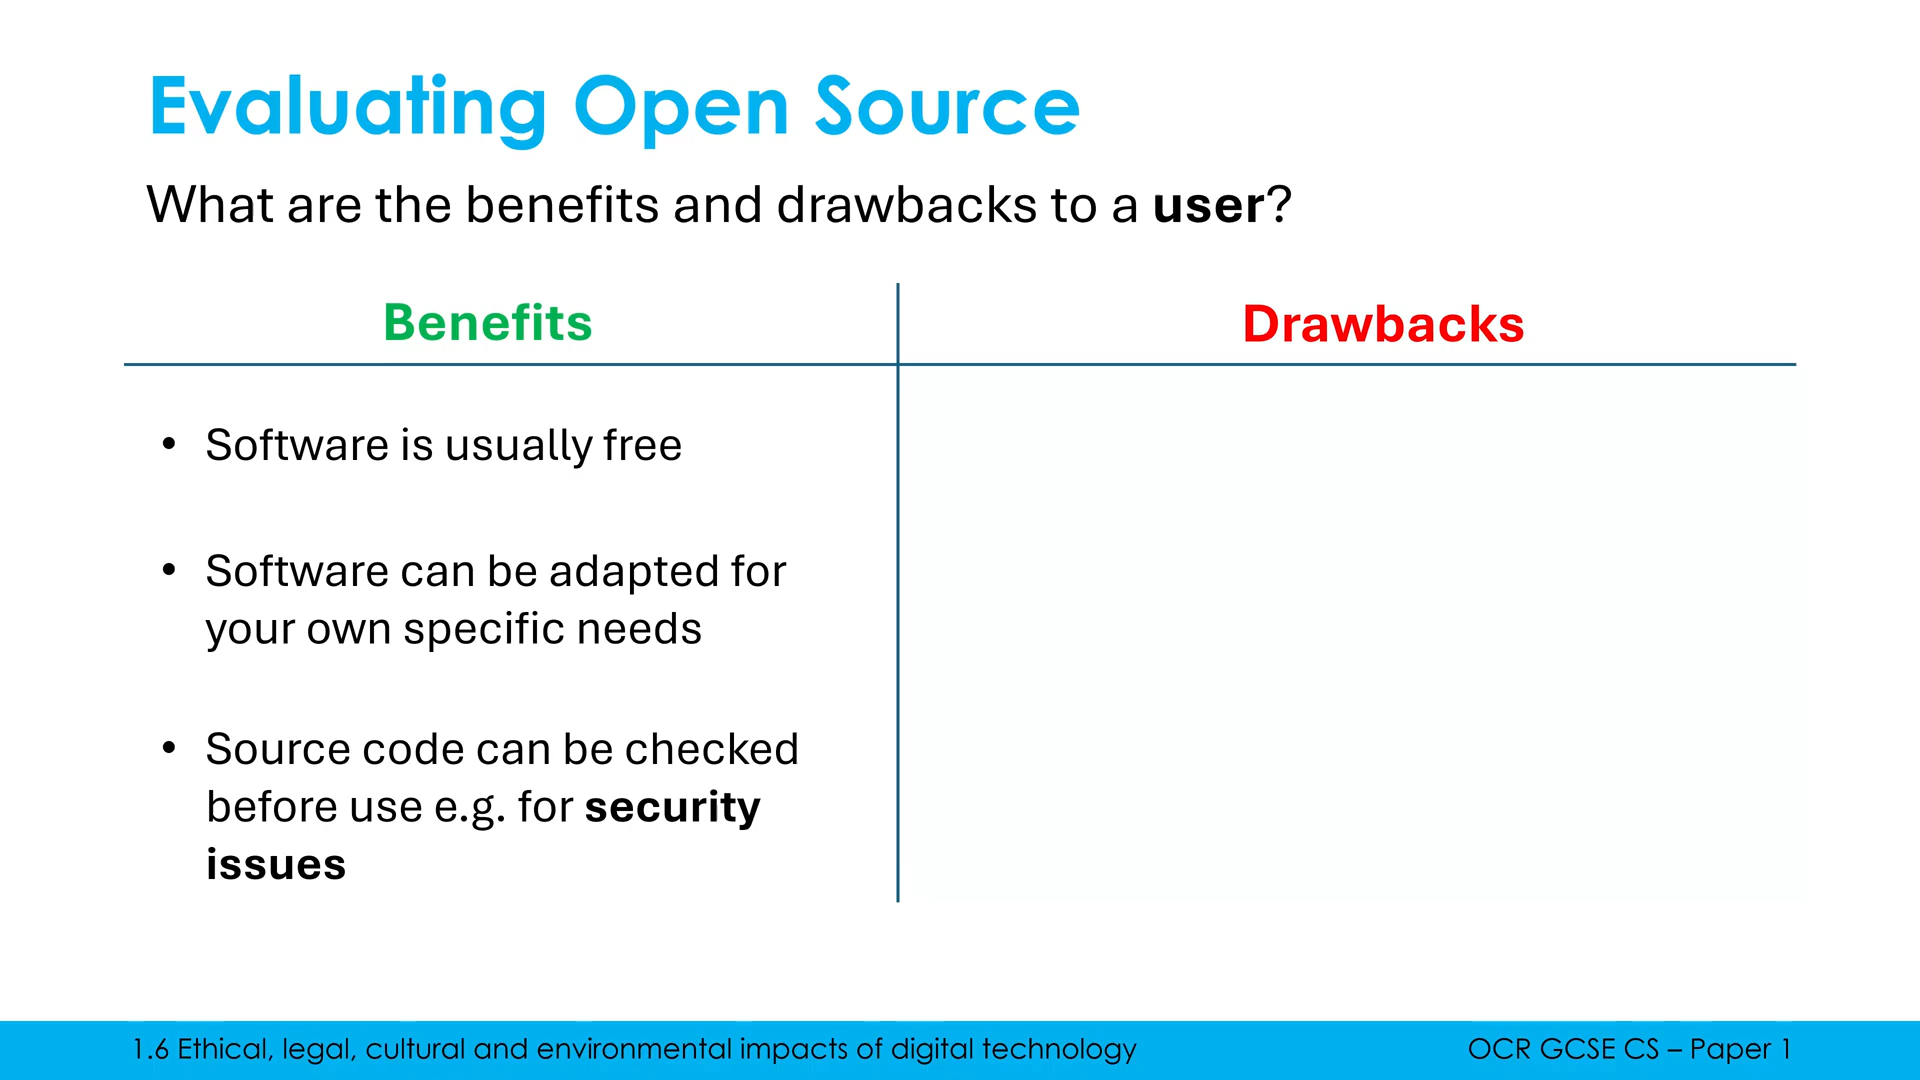 Evaluating Open Source
What are the benefits and drawbacks to a user?
Benefits
Drawbacks
• Software is usually free
• Software can be adapted for
your own specific needs
• Source code can be checked
before use e.g. for security
issues
1.6 Ethical, legal, cultural and environmental impacts of digital technology
OCR GCSE CS – Paper 1